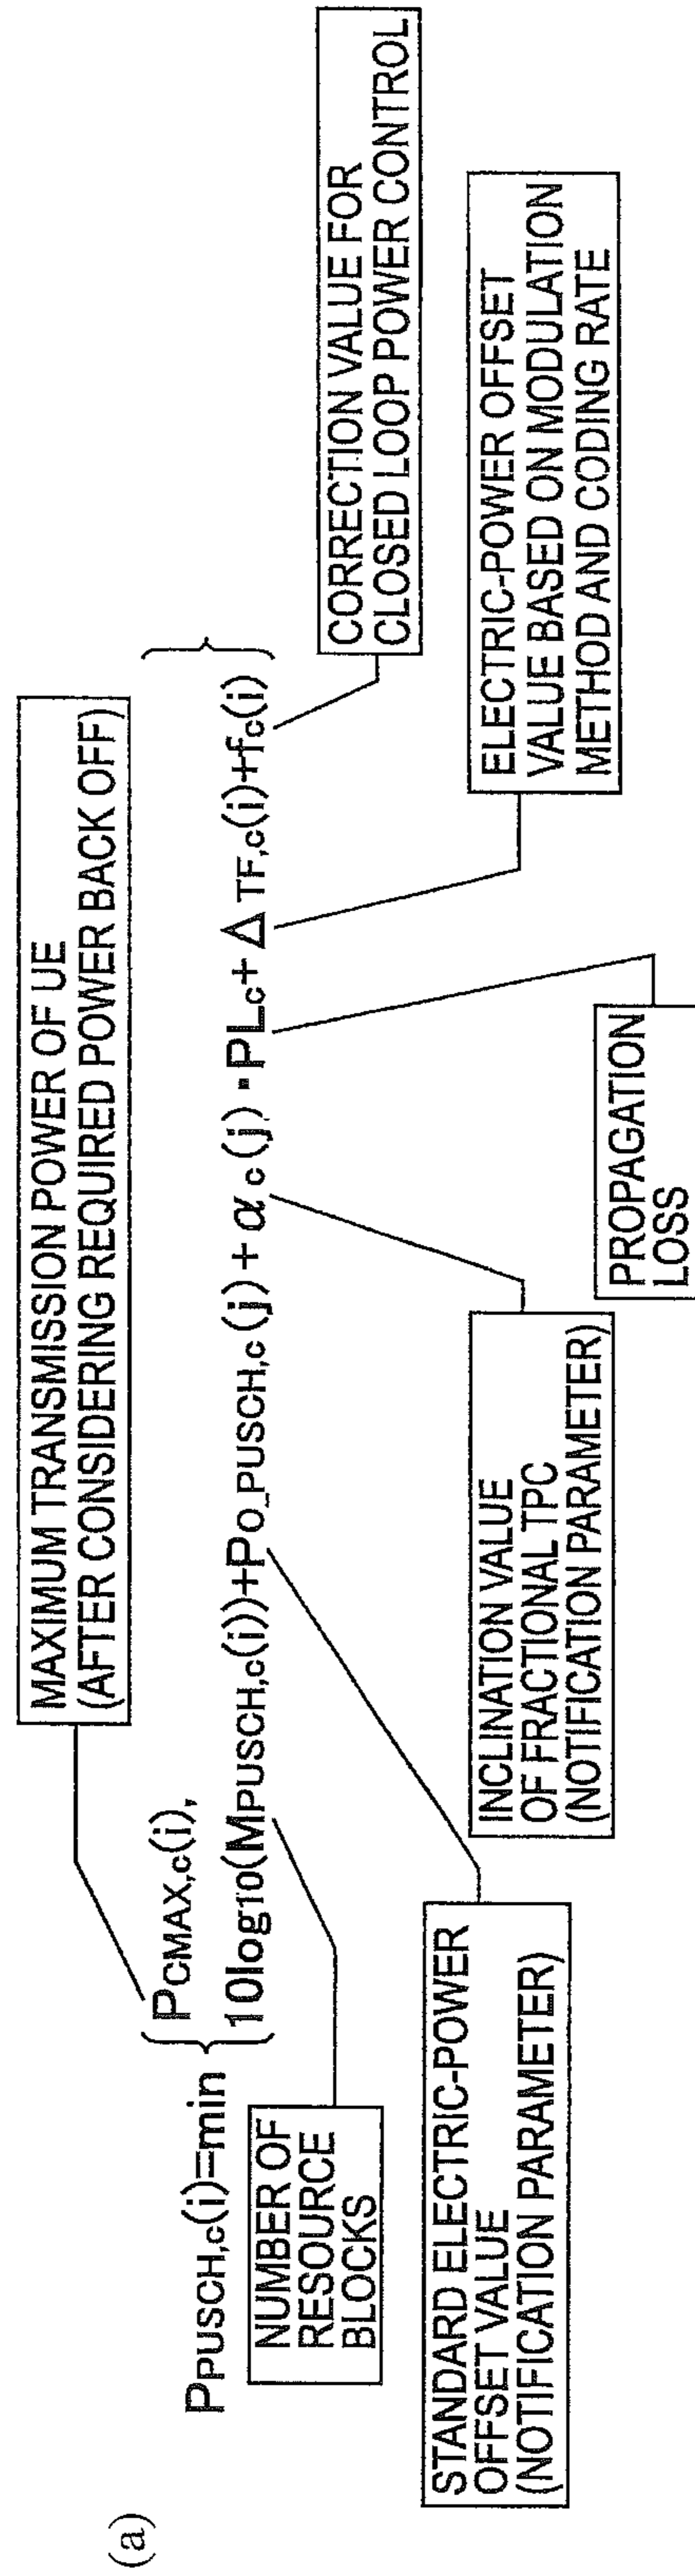 (a)
MAXIMUM TRANSMISSION POWER OF UE
(AFTER CONSIDERING REQUIRED POWER BACK OFF)
PPUSCH,c(i)=min { PCMAX,c(i),
10log10(MPUSCH,c(i))+PO_PUSCH,c(j)+αc(j)・PLc+ΔTF,c(i)+fc(i) }
NUMBER OF
RESOURCE
BLOCKS
STANDARD ELECTRIC-POWER
OFFSET VALUE
(NOTIFICATION PARAMETER)
INCLINATION VALUE
OF FRACTIONAL TPC
(NOTIFICATION PARAMETER)
PROPAGATION
LOSS
ELECTRIC-POWER OFFSET
VALUE BASED ON MODULATION
METHOD AND CODING RATE
CORRECTION VALUE FOR
CLOSED LOOP POWER CONTROL